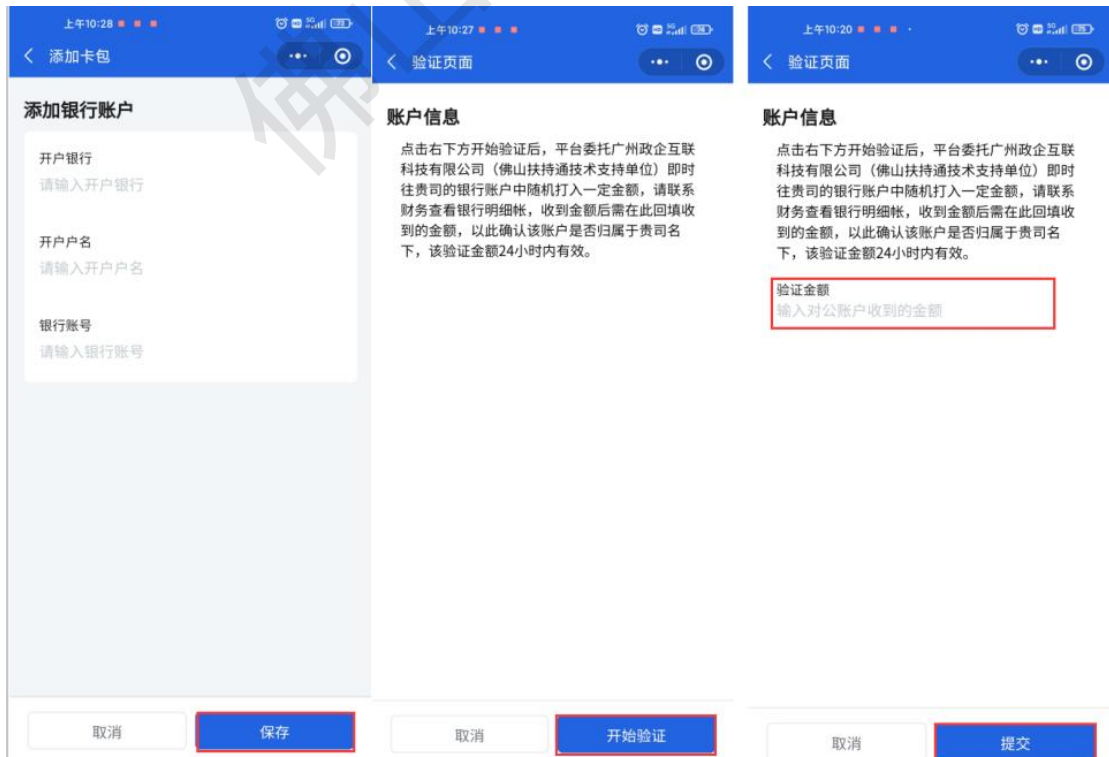 上午10:28
添加卡包
添加银行账户
开户银行
请输入开户银行
开户户名
请输入开户户名
银行账号
请输入银行账号
取消
保存
上午10:27
验证页面
账户信息
点击右下方开始验证后，平台委托广州政企互联
科技有限公司（佛山扶持通技术支持单位）即时
往贵司的银行账户中随机打入一定金额，请联系
财务查看银行明细帐，收到金额后需在此回填收
到的金额，以此确认该账户是否归属于贵司名
下，该验证金额24小时内有效。
取消
开始验证
上午10:20
验证页面
账户信息
点击右下方开始验证后，平台委托广州政企互联
科技有限公司（佛山扶持通技术支持单位）即时
往贵司的银行账户中随机打入一定金额，请联系
财务查看银行明细帐，收到金额后需在此回填收
到的金额，以此确认该账户是否归属于贵司名
下，该验证金额24小时内有效。
验证金额
输入对公账户收到的金额
取消
提交
佛